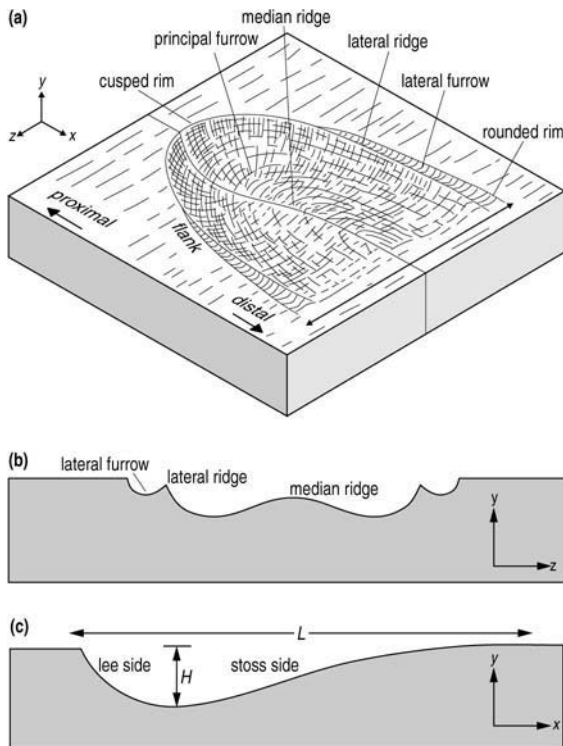 (a)
median ridge
principal furrow
lateral ridge
cusped rim
lateral furrow
rounded rim
y
z
x
proximal
flank
distal
(b)
lateral furrow
lateral ridge
median ridge
y
z
(c)
L
lee side
H
stoss side
y
x